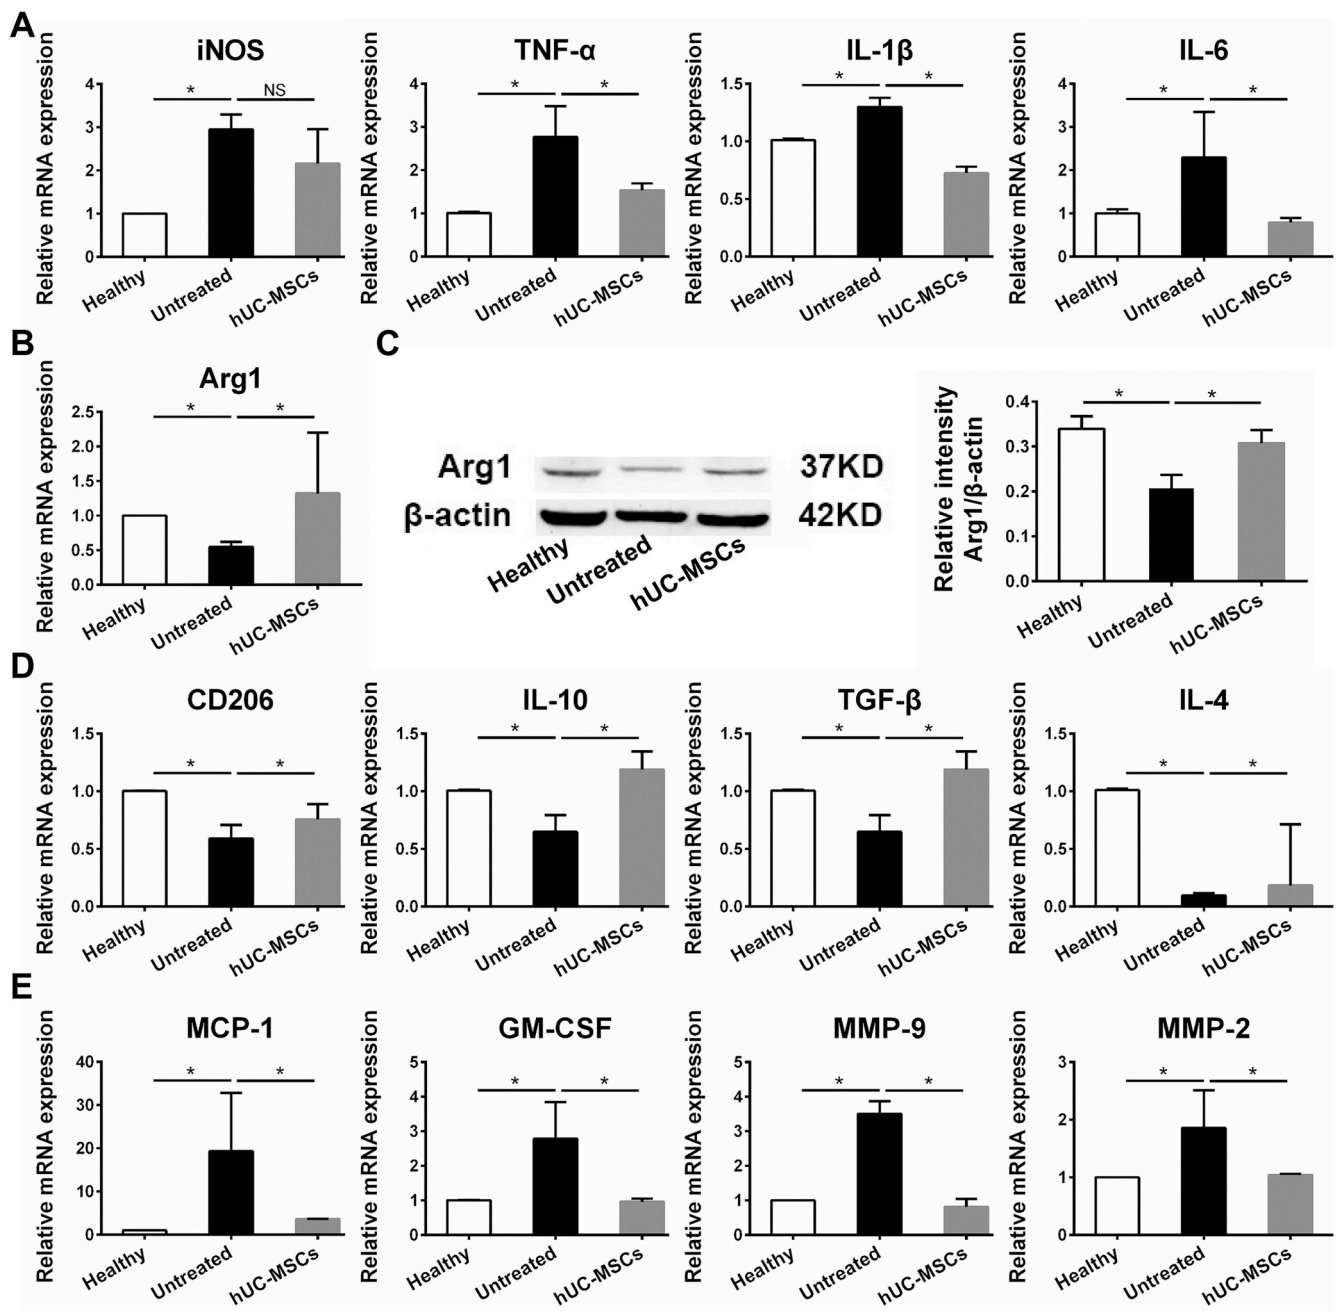 A
iNOS
TNF-α
IL-1β
IL-6
Relative mRNA expression
4
3
2
1
0
* NS
Healthy
Untreated
hUC-MSCs
Relative mRNA expression
4
3
2
1
0
* *
Healthy
Untreated
hUC-MSCs
Relative mRNA expression
1.5
1.0
0.5
0.0
* *
Healthy
Untreated
hUC-MSCs
Relative mRNA expression
4
3
2
1
0
* *
Healthy
Untreated
hUC-MSCs
B
Arg1
Relative mRNA expression
2.5
2.0
1.5
1.0
0.5
0.0
* *
Healthy
Untreated
hUC-MSCs
C
Arg1 37KD
β-actin 42KD
Healthy
Untreated
hUC-MSCs
Relative intensity
Arg1/β-actin
0.4
0.3
0.2
0.1
0.0
* *
Healthy
Untreated
hUC-MSCs
D
CD206
IL-10
TGF-β
IL-4
Relative mRNA expression
1.5
1.0
0.5
0.0
* *
Healthy
Untreated
hUC-MSCs
Relative mRNA expression
1.5
1.0
0.5
0.0
* *
Healthy
Untreated
hUC-MSCs
Relative mRNA expression
1.5
1.0
0.5
0.0
* *
Healthy
Untreated
hUC-MSCs
Relative mRNA expression
1.5
1.0
0.5
0.0
* *
Healthy
Untreated
hUC-MSCs
E
MCP-1
GM-CSF
MMP-9
MMP-2
Relative mRNA expression
40
30
20
10
0
* *
Healthy
Untreated
hUC-MSCs
Relative mRNA expression
5
4
3
2
1
0
* *
Healthy
Untreated
hUC-MSCs
Relative mRNA expression
5
4
3
2
1
0
* *
Healthy
Untreated
hUC-MSCs
Relative mRNA expression
3
2
1
0
* *
Healthy
Untreated
hUC-MSCs